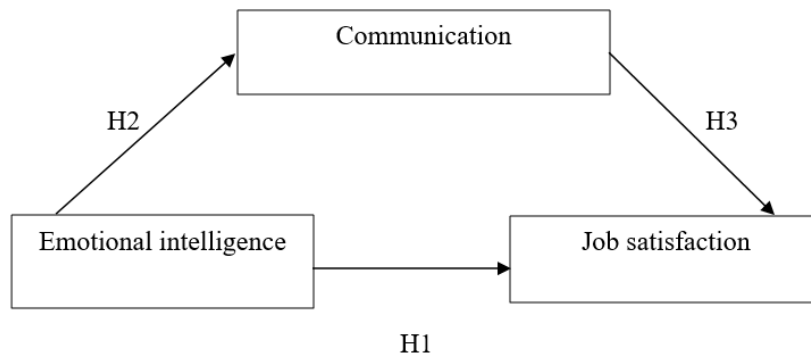 Communication
H2
H3
Emotional intelligence
Job satisfaction
H1